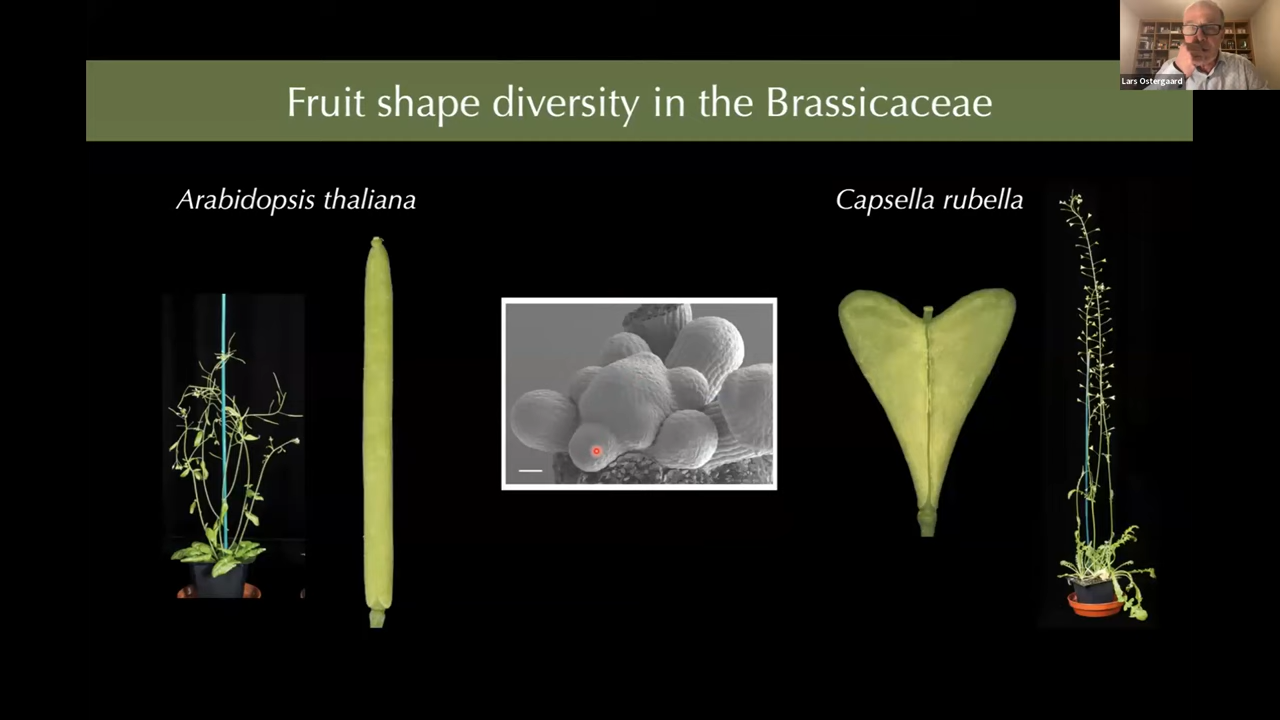 Lars Ostergaard
Fruit shape diversity in the Brassicaceae
Arabidopsis thaliana
Capsella rubella